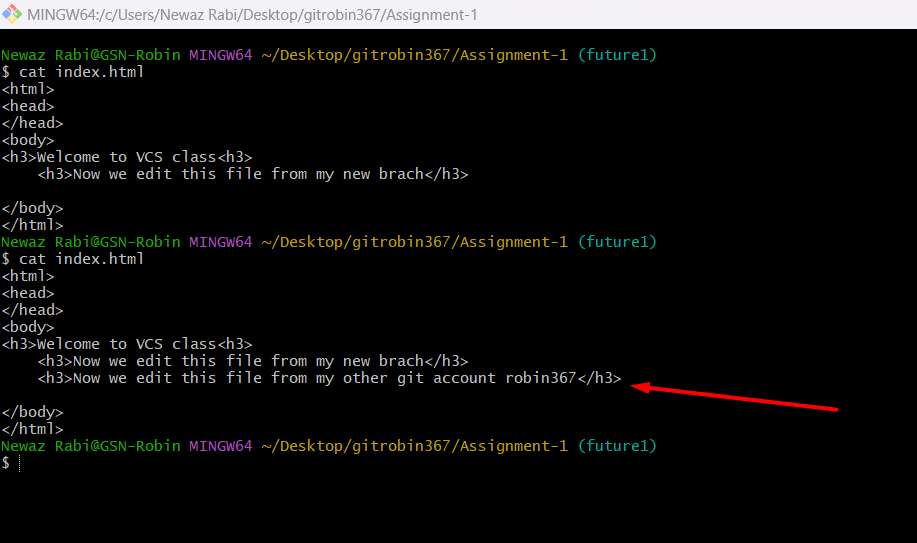 MINGW64:/c/Users/Newaz Rabi/Desktop/gitrobin367/Assignment-1
Newaz Rabi@GSN-Robin MINGW64 ~/Desktop/gitrobin367/Assignment-1 (future1)
$ cat index.html
<html>
<head>
</head>
<body>
<h3>Welcome to VCS class<h3>
    <h3>Now we edit this file from my new brach</h3>

</body>
</html>
Newaz Rabi@GSN-Robin MINGW64 ~/Desktop/gitrobin367/Assignment-1 (future1)
$ cat index.html
<html>
<head>
</head>
<body>
<h3>Welcome to VCS class<h3>
    <h3>Now we edit this file from my new brach</h3>
    <h3>Now we edit this file from my other git account robin367</h3>

</body>
</html>
Newaz Rabi@GSN-Robin MINGW64 ~/Desktop/gitrobin367/Assignment-1 (future1)
$